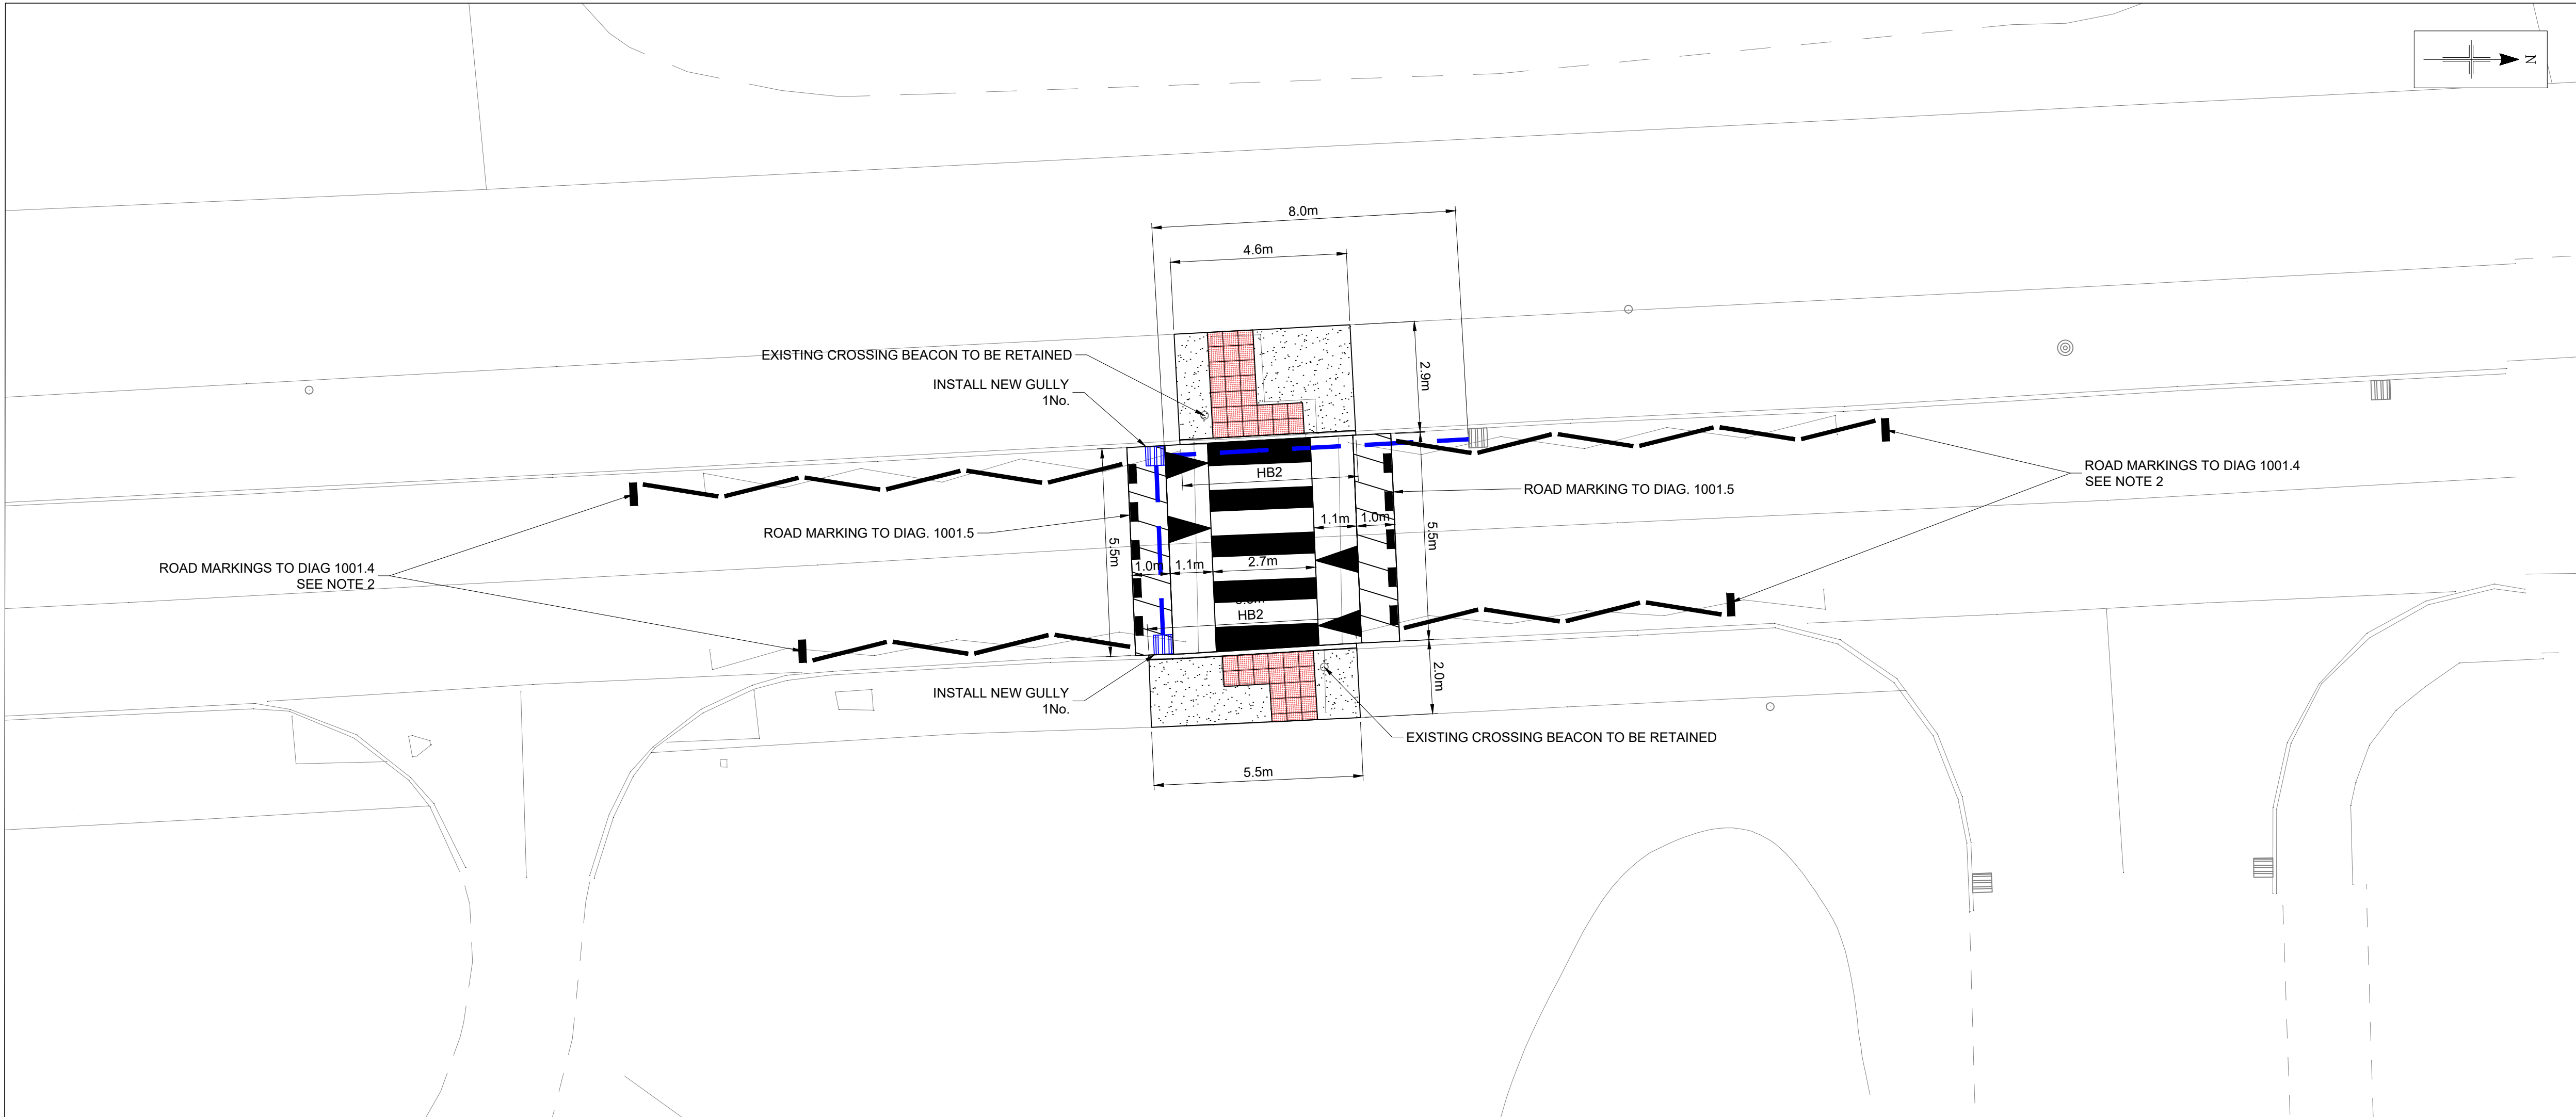 N
8.0m
4.6m
EXISTING CROSSING BEACON TO BE RETAINED
2.9m
INSTALL NEW GULLY
1No.
HB2
ROAD MARKINGS TO DIAG 1001.4
SEE NOTE 2
ROAD MARKING TO DIAG. 1001.5
1.1m
1.0m
5.5m
ROAD MARKING TO DIAG. 1001.5
5.5m
1.0m
1.1m
2.7m
ROAD MARKINGS TO DIAG 1001.4
SEE NOTE 2
HB2
2.0m
INSTALL NEW GULLY
1No.
EXISTING CROSSING BEACON TO BE RETAINED
5.5m